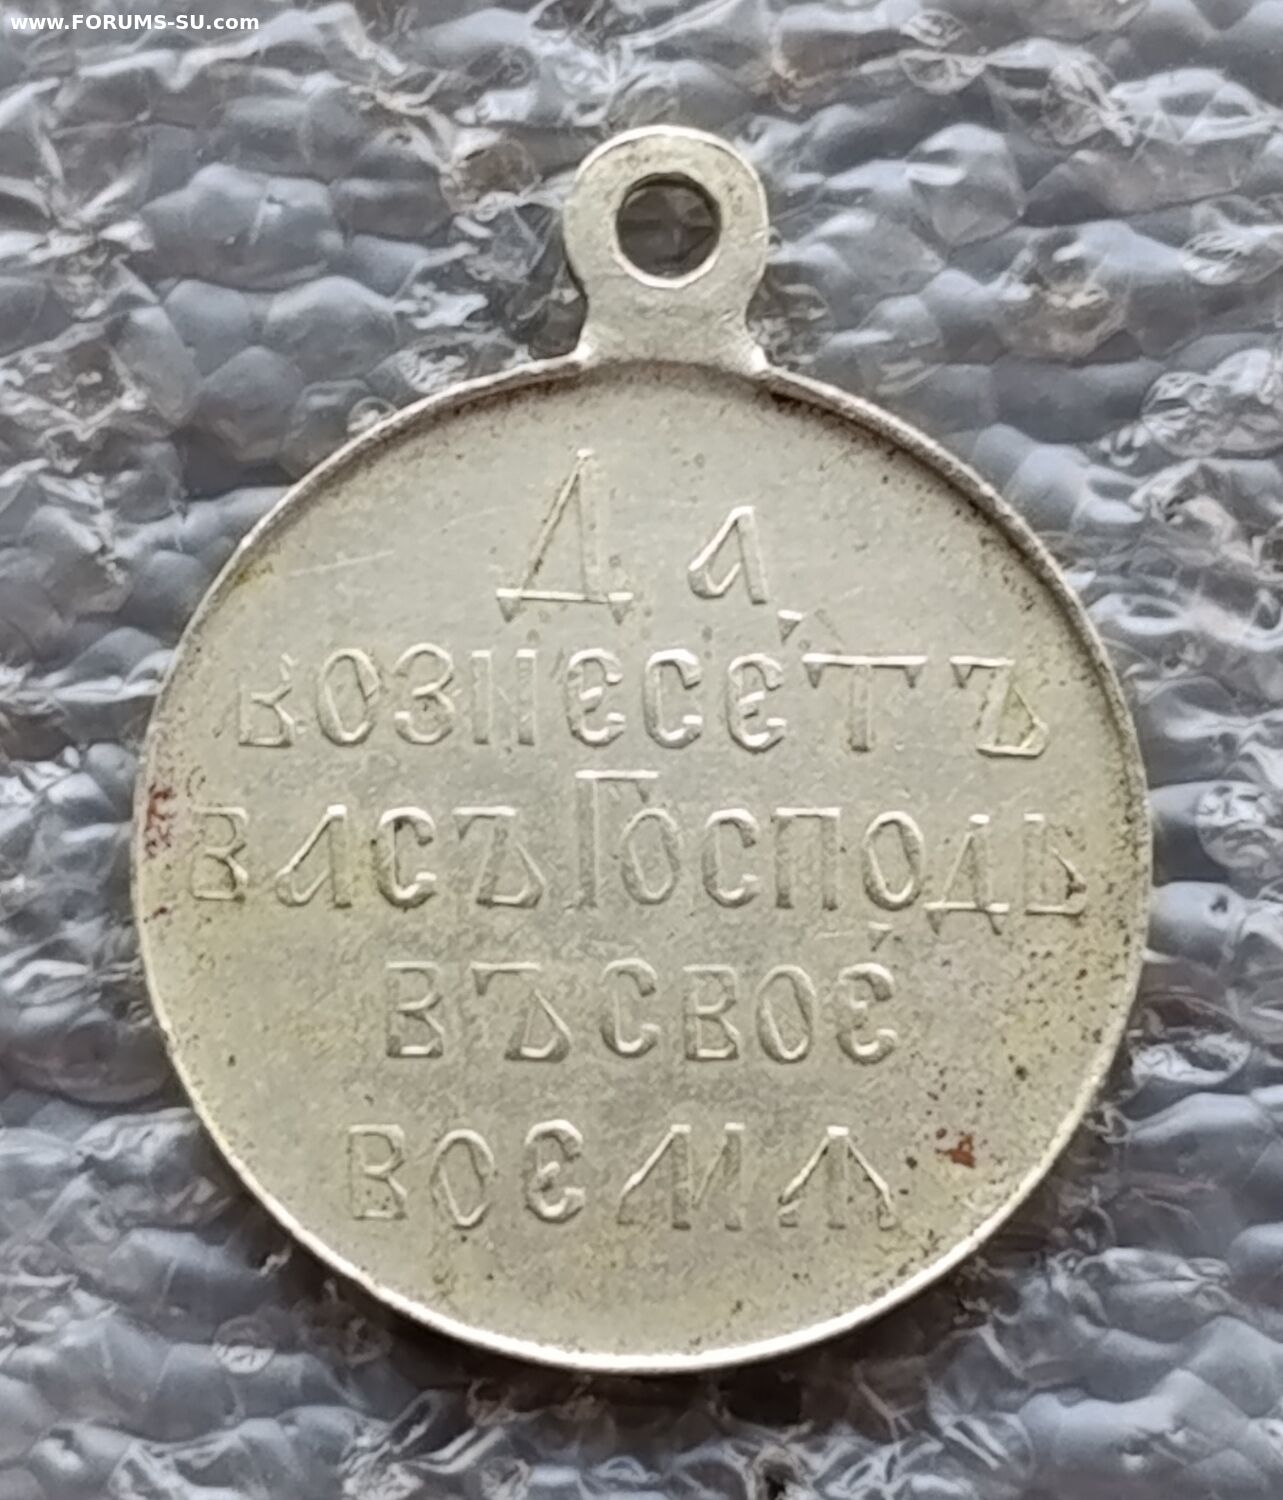 www.FORUMS-SU.com
Да
вознесетъ
васъ Господь
въ свое
время